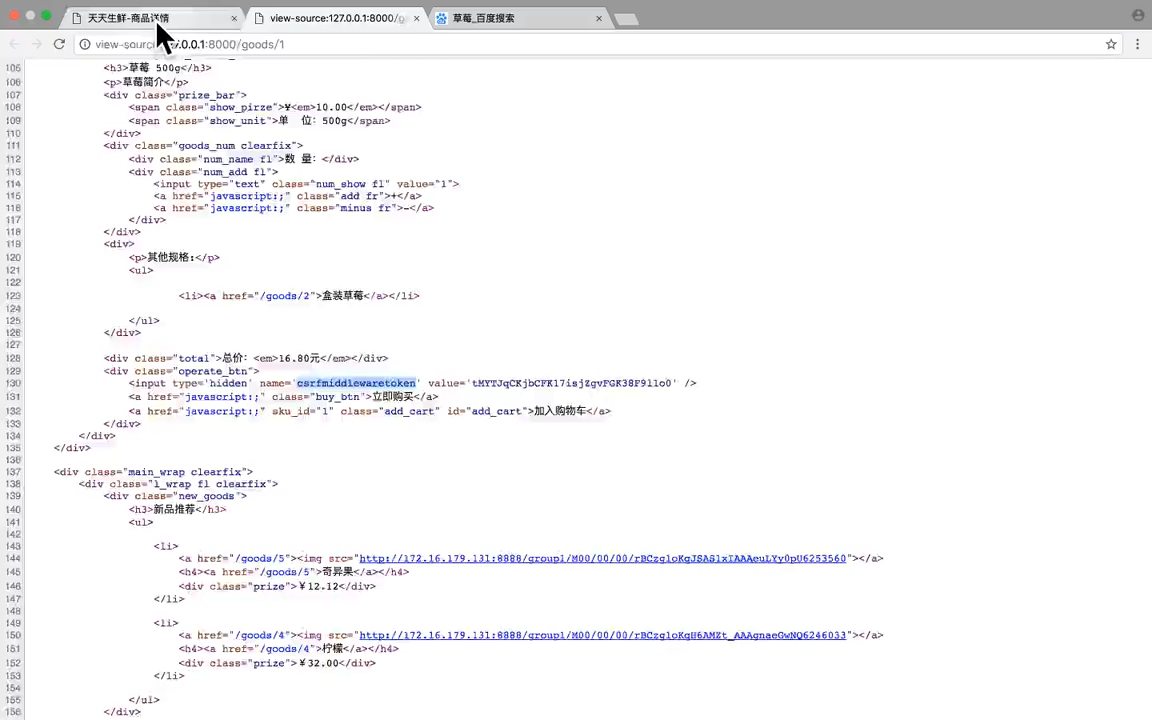 天天生鲜-商品详情
view-source:127.0.0.1:8000/g
草莓_百度搜索
127.0.0.1:8000/goods/1
105 <h3>草莓 500g</h3>
106 <p>草莓简介</p>
107 <div class="prize_bar">
108 <span class="show_pirze">¥<em>10.00</em></span>
109 <span class="show_unit">单 位：500g</span>
110 </div>
111 <div class="goods_num clearfix">
112 <div class="num_name fl">数 量：</div>
113 <div class="num_add fl">
114 <input type="text" class="num_show fl" value="1">
115 <a href="javascript:;" class="add fr">+</a>
116 <a href="javascript:;" class="minus fr">-</a>
117 </div>
118 </div>
119 <div>
120 <p>其他规格:</p>
121 <ul>
122
123 <li><a href="/goods/2">盒装草莓</a></li>
124
125 </ul>
126 </div>
127
128 <div class="total">总价：<em>16.80元</em></div>
129 <div class="operate_btn">
130 <input type='hidden' name='csrfmiddlewaretoken' value='tMYTJqCKjbCFK17isjZgvFGK38F9llo0' />
131 <a href="javascript:;" class="buy_btn">立即购买</a>
132 <a href="javascript:;" sku_id="1" class="add_cart" id="add_cart">加入购物车</a>
133 </div>
134 </div>
135 </div>
136
137 <div class="main_wrap clearfix">
138 <div class="l_wrap fl clearfix">
139 <div class="new_goods">
140 <h3>新品推荐</h3>
141 <ul>
142
143 <li>
144 <a href="/goods/5"><img src="http://172.16.179.131:8888/group1/M00/00/00/rBCzgloKgJSAS1xTAAAeuLYy0pU6253560"></a>
145 <h4><a href="/goods/5">奇异果</a></h4>
146 <div class="prize">￥12.12</div>
147 </li>
148
149 <li>
150 <a href="/goods/4"><img src="http://172.16.179.131:8888/group1/M00/00/00/rBCzgloKgH6AMZt_AAAgnaeGwNQ6246033"></a>
151 <h4><a href="/goods/4">柠檬</a></h4>
152 <div class="prize">￥32.00</div>
153 </li>
154
155 </ul>
156 </div>